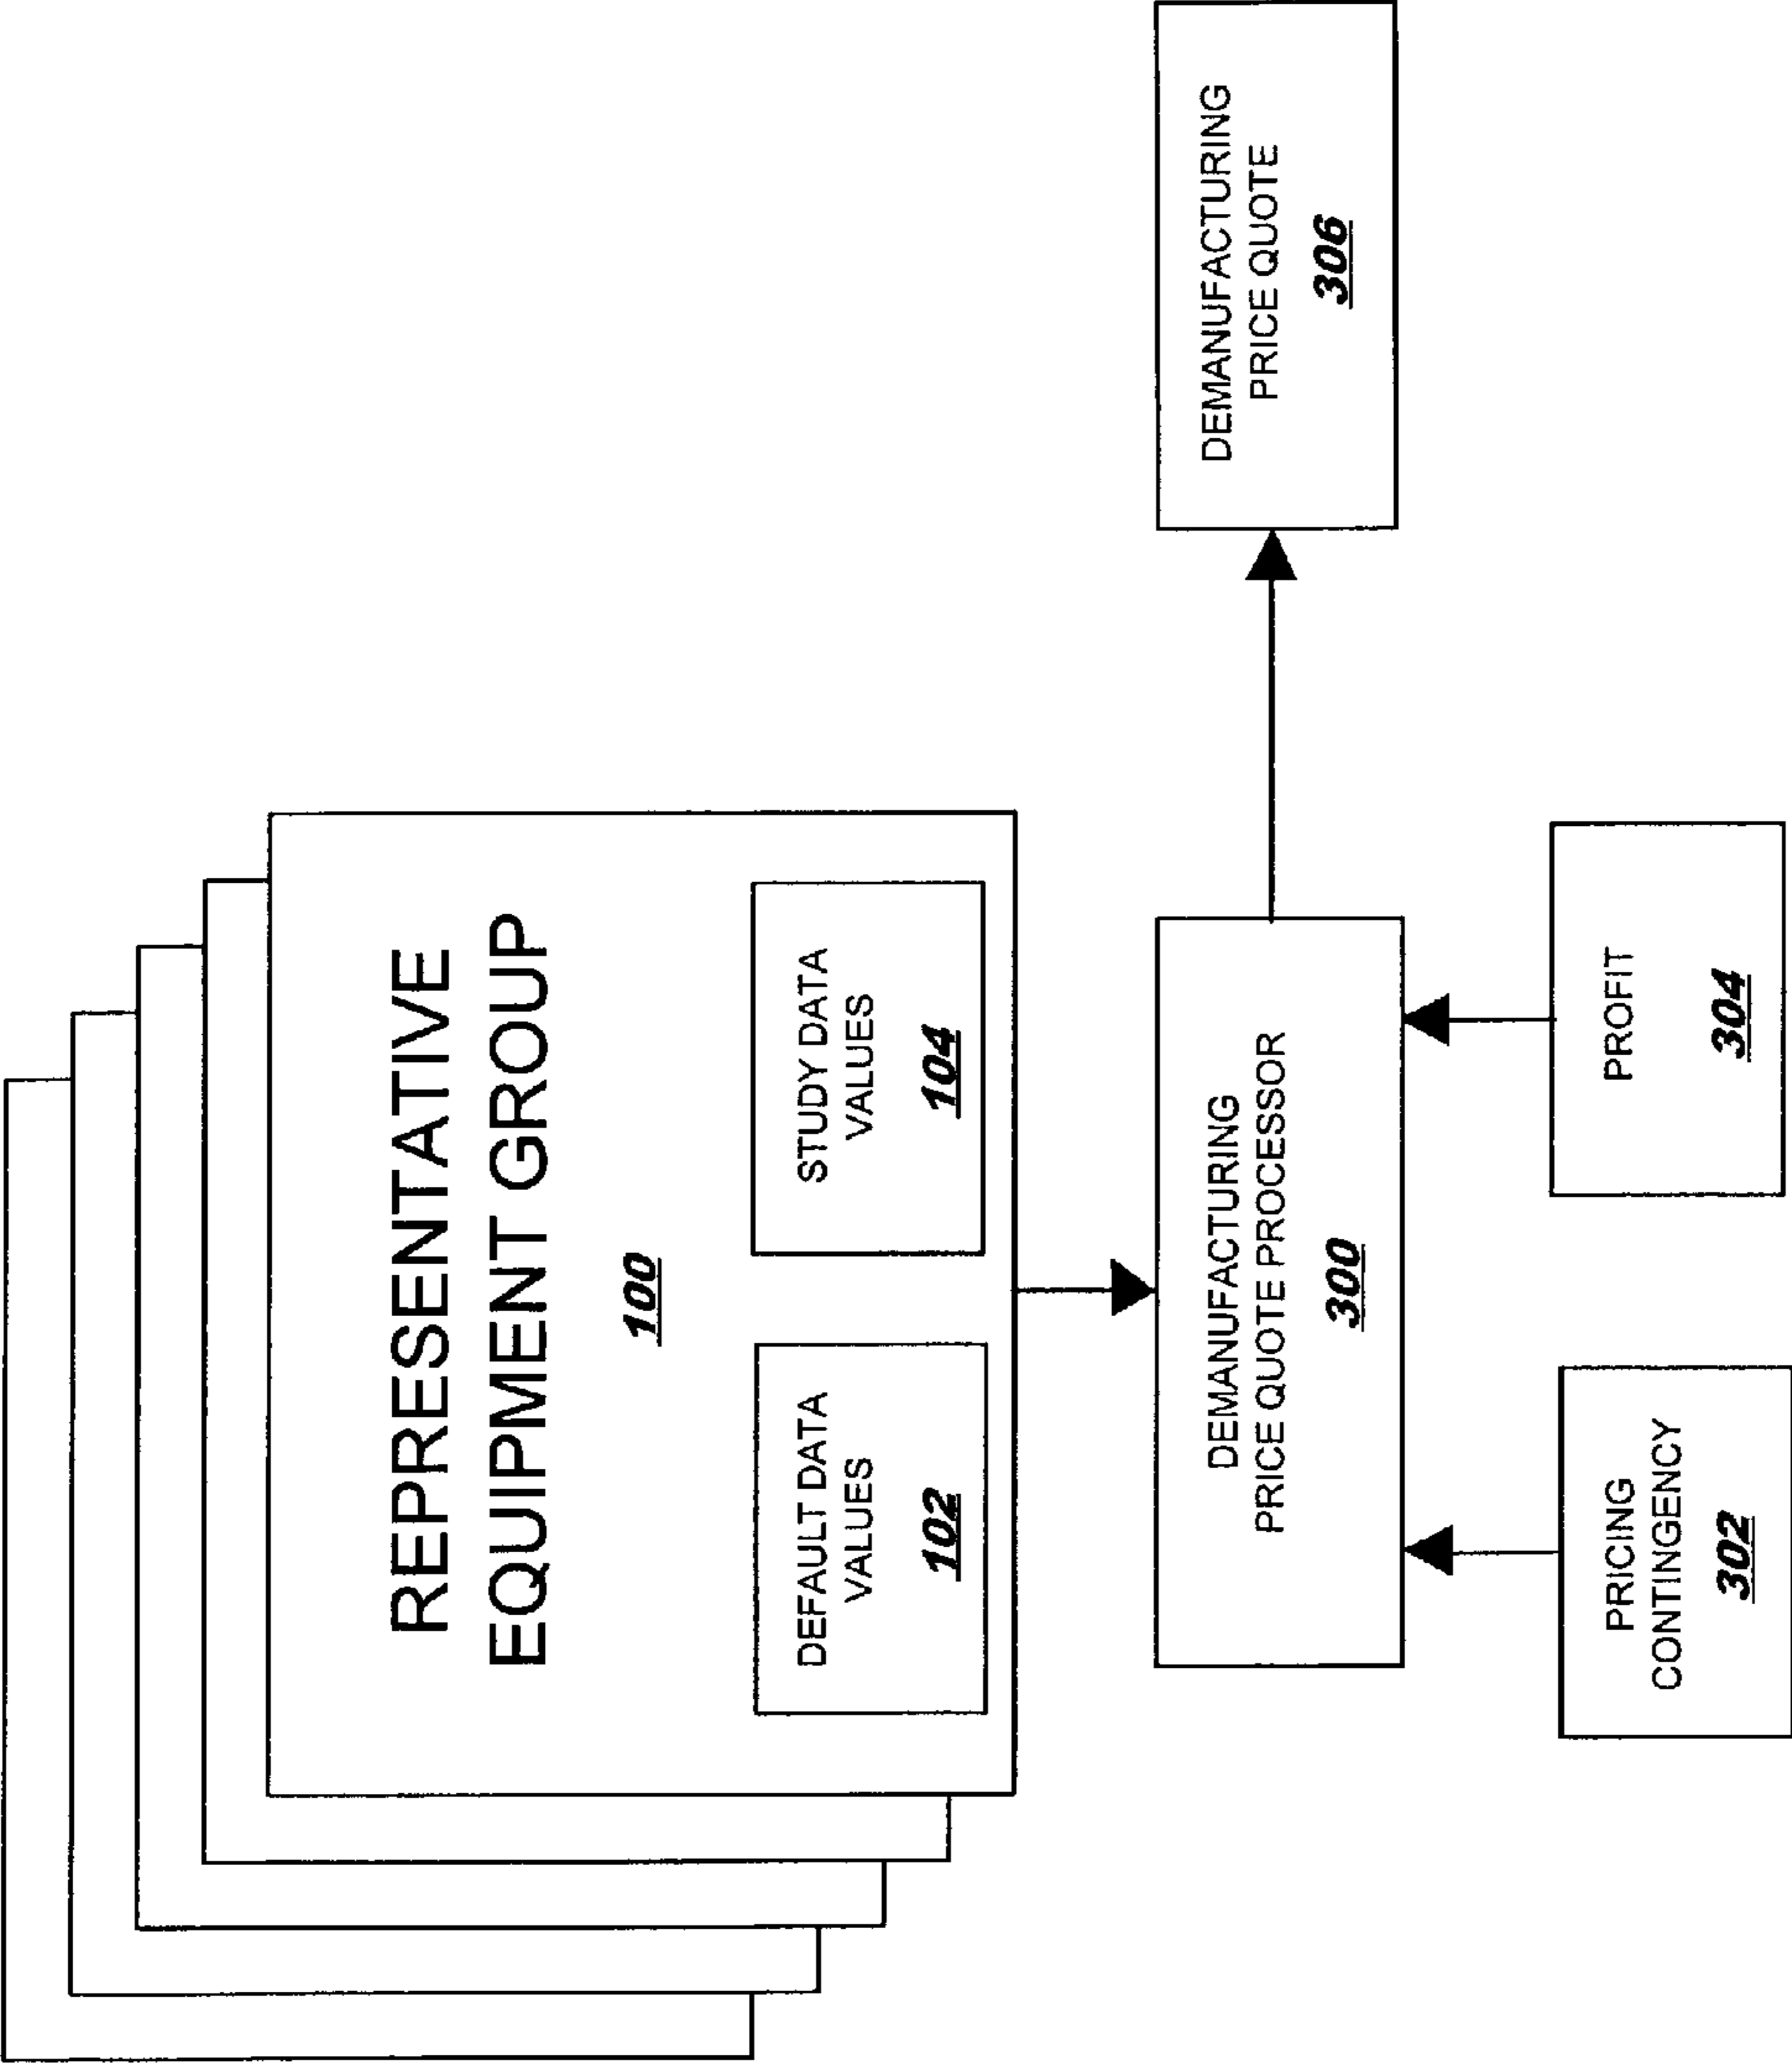 REPRESENTATIVE
EQUIPMENT GROUP
100
DEFAULT DATA
VALUES
102
STUDY DATA
VALUES
104
DEMANUFACTURING
PRICE QUOTE PROCESSOR
300
DEMANUFACTURING
PRICE QUOTE
306
PRICING
CONTINGENCY
302
PROFIT
304